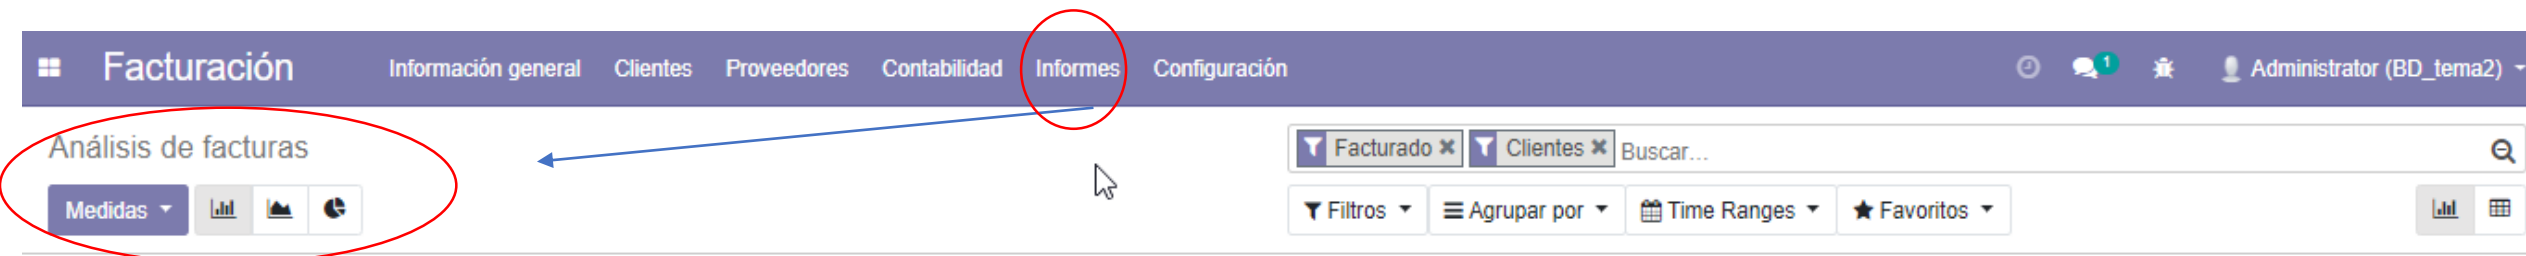 Facturación Información general Clientes Proveedores Contabilidad Informes Configuración 1 Administrator (BD_tema2)
Análisis de facturas Facturado Clientes Buscar...
Medidas Filtros Agrupar por Time Ranges Favoritos